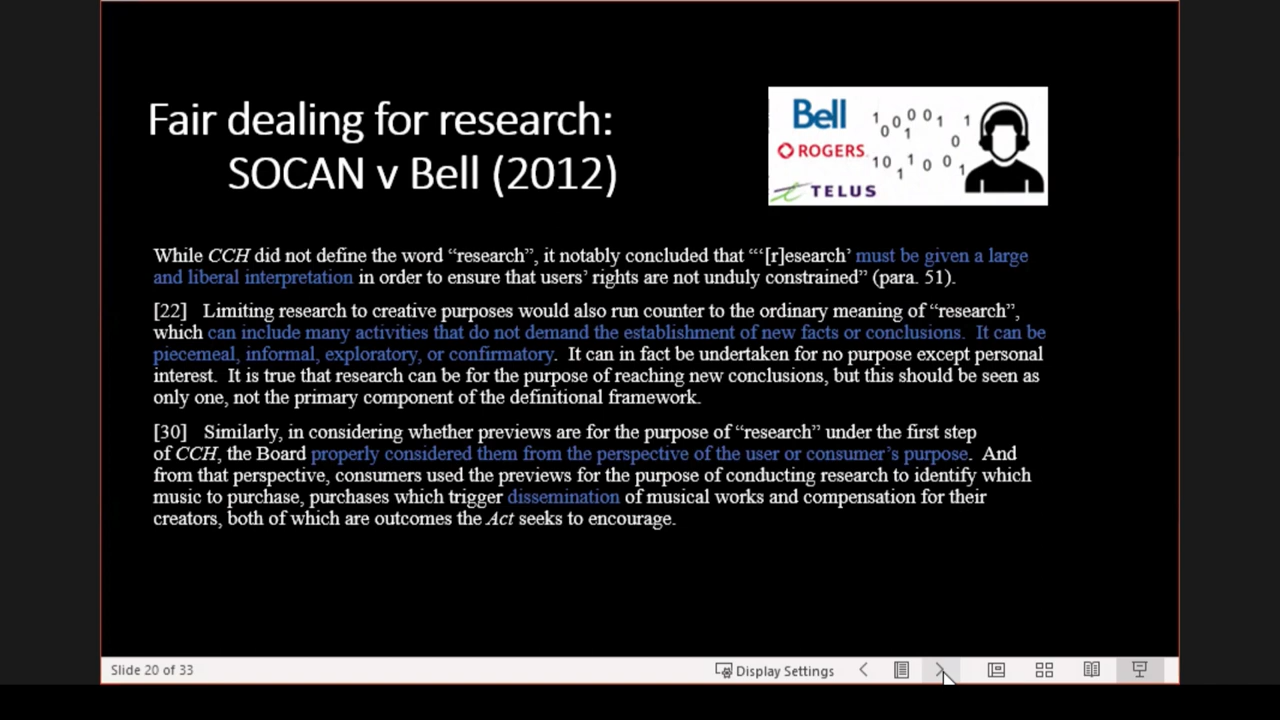 Fair dealing for research:
SOCAN v Bell (2012)
Bell
ROGERS
TELUS
1 0 0 0 1 1
0 1 0
1 0 1 1 0 0 1
While CCH did not define the word “research”, it notably concluded that “‘[r]esearch’ must be given a large
and liberal interpretation in order to ensure that users’ rights are not unduly constrained” (para. 51).
[22] Limiting research to creative purposes would also run counter to the ordinary meaning of “research”,
which can include many activities that do not demand the establishment of new facts or conclusions. It can be
piecemeal, informal, exploratory, or confirmatory. It can in fact be undertaken for no purpose except personal
interest. It is true that research can be for the purpose of reaching new conclusions, but this should be seen as
only one, not the primary component of the definitional framework.
[30] Similarly, in considering whether previews are for the purpose of “research” under the first step
of CCH, the Board properly considered them from the perspective of the user or consumer’s purpose. And
from that perspective, consumers used the previews for the purpose of conducting research to identify which
music to purchase, purchases which trigger dissemination of musical works and compensation for their
creators, both of which are outcomes the Act seeks to encourage.
Slide 20 of 33
Display Settings